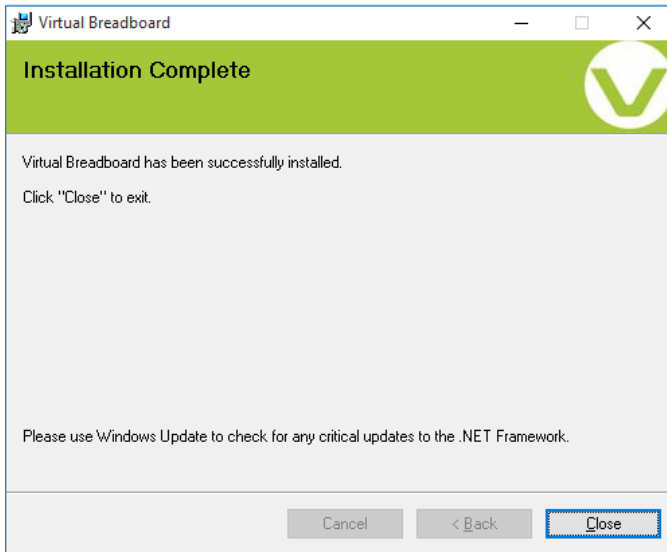 Virtual Breadboard
Installation Complete
Virtual Breadboard has been successfully installed.
Click "Close" to exit.
Please use Windows Update to check for any critical updates to the .NET Framework.
Cancel < Back Close